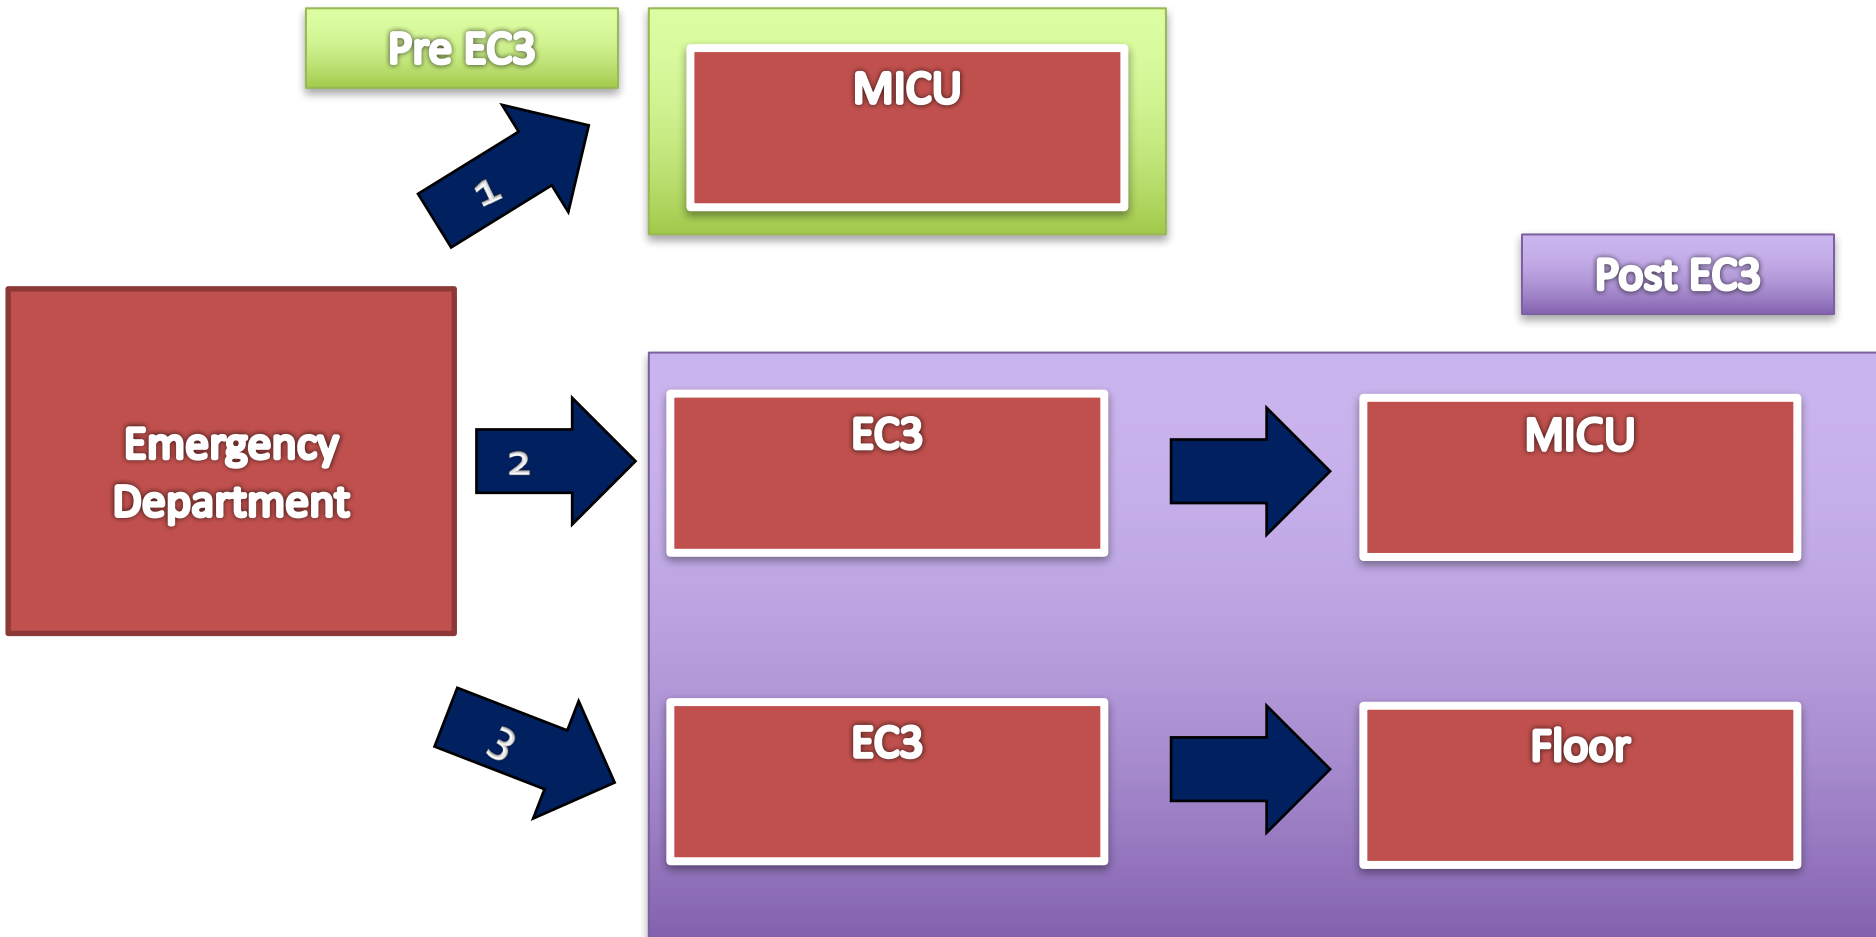 Pre EC3
MICU
1
Post EC3
Emergency
Department
2
EC3
MICU
3
EC3
Floor